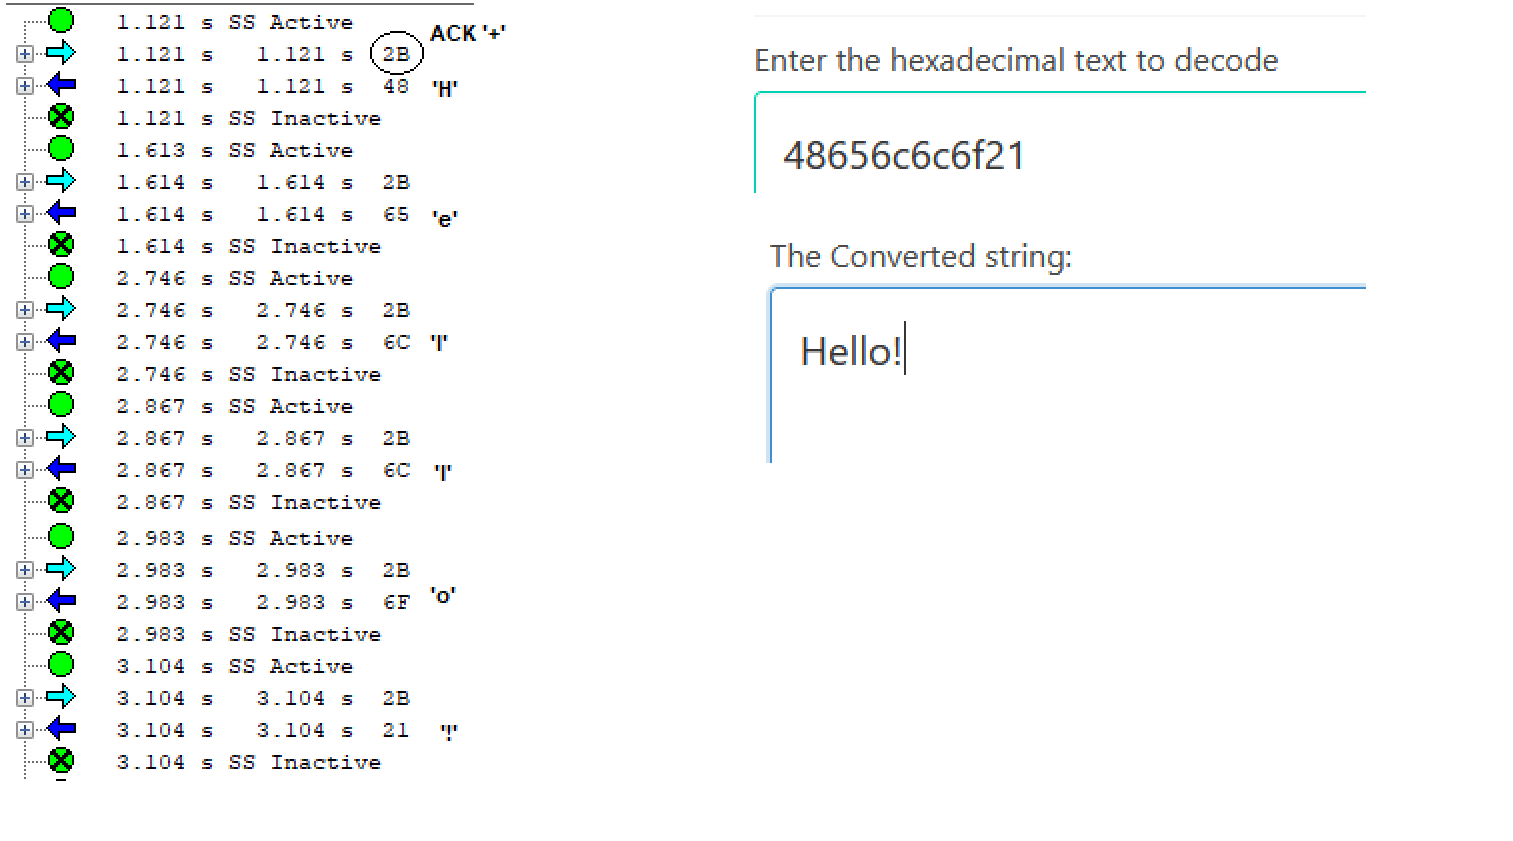 1.121 s SS Active
ACK '+'
1.121 s 1.121 s 2B
1.121 s 1.121 s 48 'H'
1.121 s SS Inactive
1.613 s SS Active
1.614 s 1.614 s 2B
1.614 s 1.614 s 65 'e'
1.614 s SS Inactive
2.746 s SS Active
2.746 s 2.746 s 2B
2.746 s 2.746 s 6C 'l'
2.746 s SS Inactive
2.867 s SS Active
2.867 s 2.867 s 2B
2.867 s 2.867 s 6C 'l'
2.867 s SS Inactive
2.983 s SS Active
2.983 s 2.983 s 2B
2.983 s 2.983 s 6F 'o'
2.983 s SS Inactive
3.104 s SS Active
3.104 s 3.104 s 2B
3.104 s 3.104 s 21 '!'
3.104 s SS Inactive
Enter the hexadecimal text to decode
48656c6c6f21
The Converted string:
Hello!